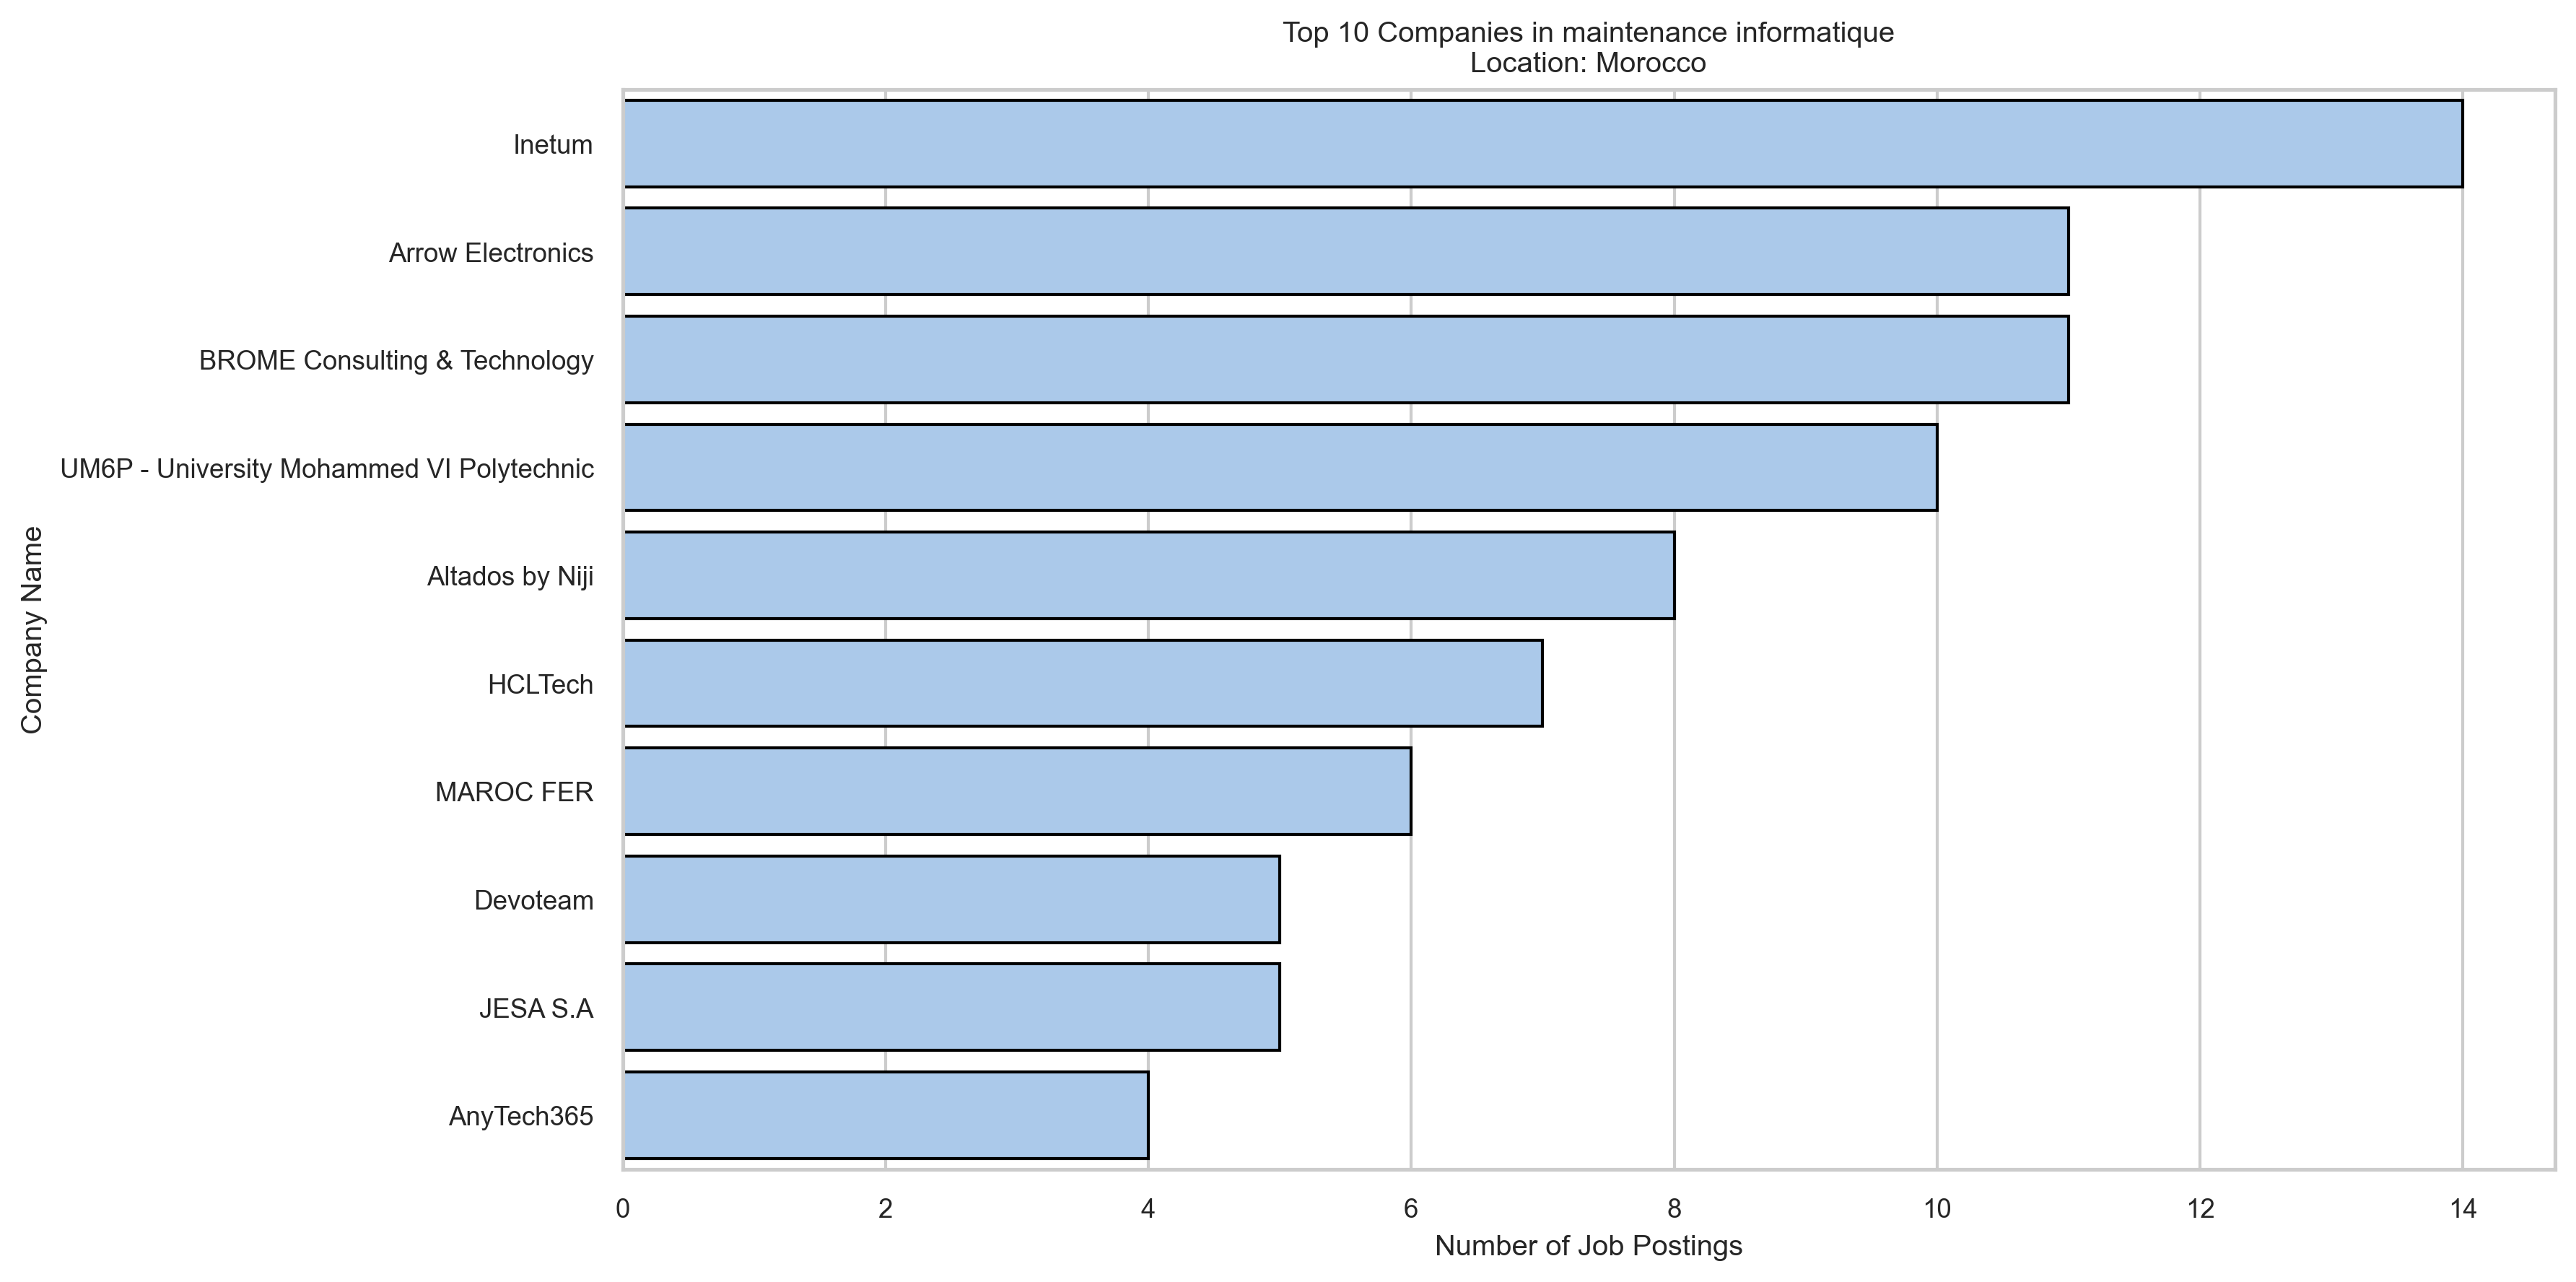 Top 10 Companies in maintenance informatique
Location: Morocco
Company Name
Inetum
Arrow Electronics
BROME Consulting & Technology
UM6P - University Mohammed VI Polytechnic
Altados by Niji
HCLTech
MAROC FER
Devoteam
JESA S.A
AnyTech365
0 2 4 6 8 10 12 14
Number of Job Postings